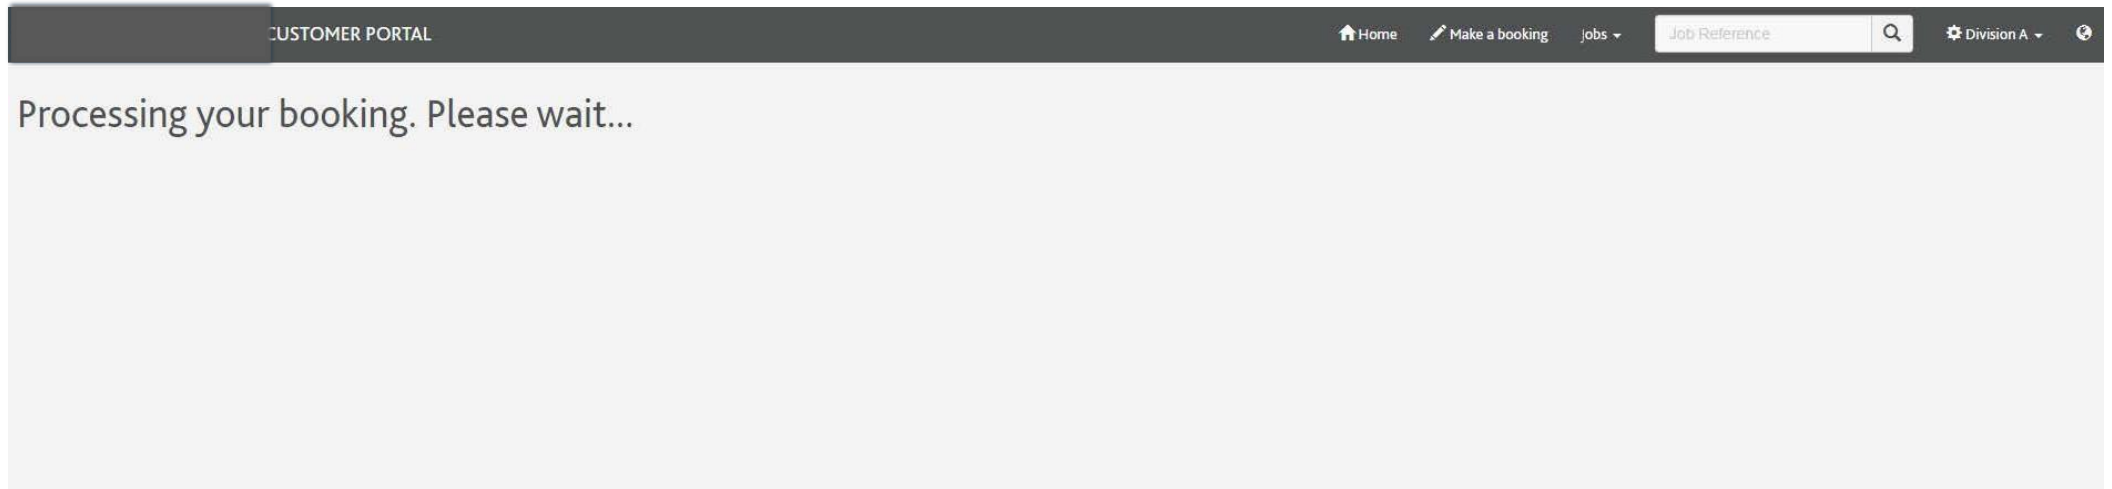 CUSTOMER PORTAL Home Make a booking Jobs Job Reference Division A
Processing your booking. Please wait...